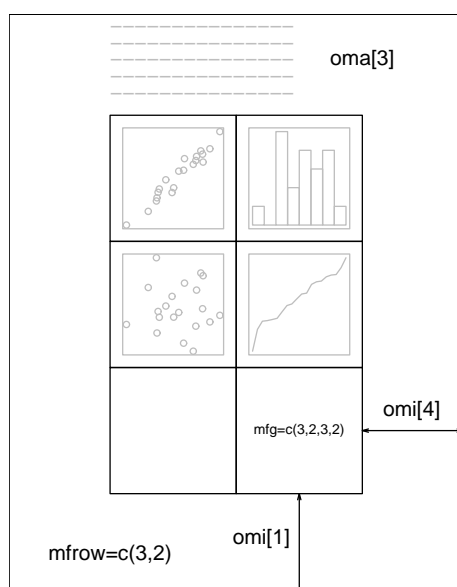 oma[3]
omi[4]
mfg=c(3,2,3,2)
omi[1]
mfrow=c(3,2)